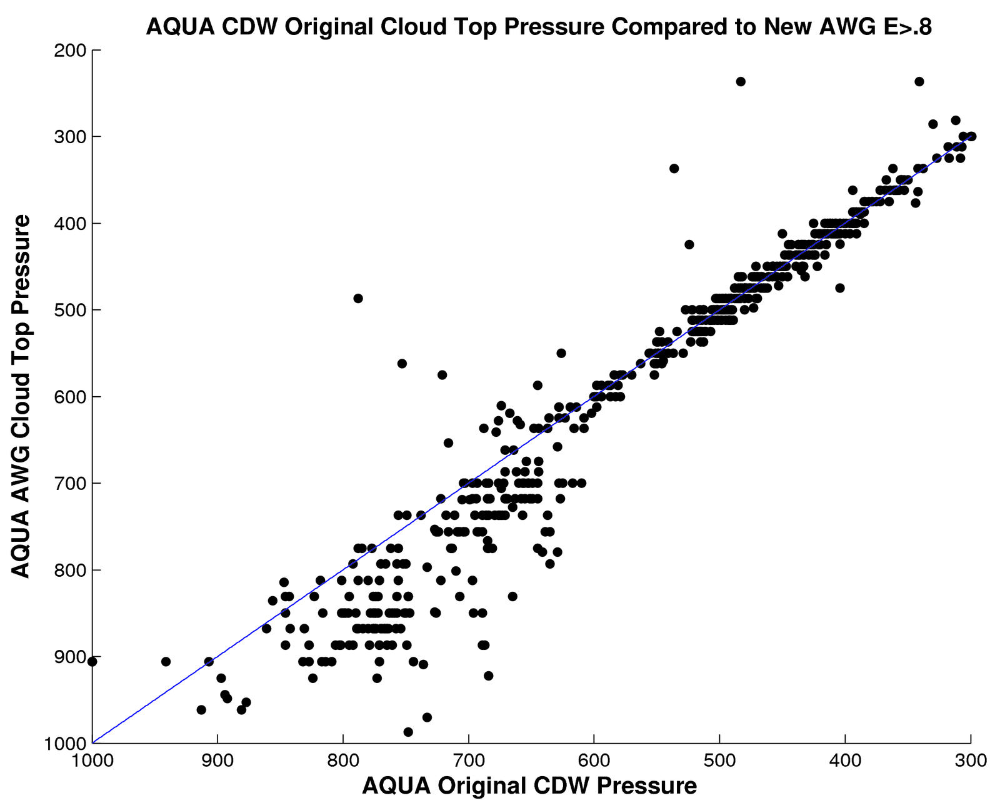 AQUA CDW Original Cloud Top Pressure Compared to New AWG E>.8
200
300
400
500
600
700
800
900
1000
AQUA AWG Cloud Top Pressure
1000 900 800 700 600 500 400 300
AQUA Original CDW Pressure